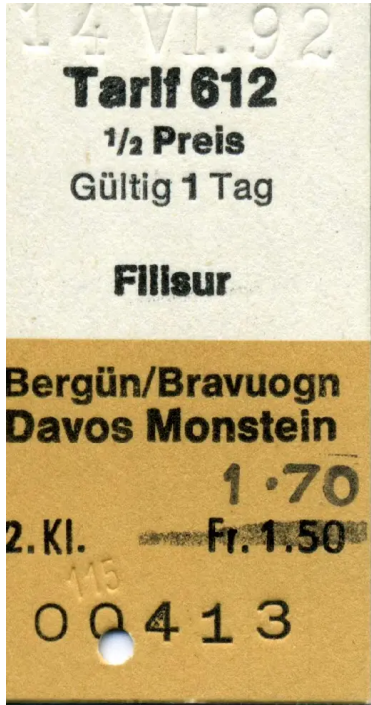 14 VI. 92
Tarif 612
1/2 Preis
Gültig 1 Tag
Filisur
Bergün/Bravuogn
Davos Monstein
1.70
2. Kl. Fr. 1.50
115
00413